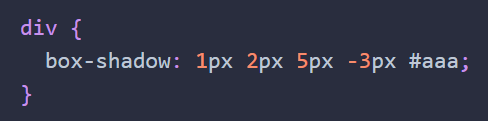 div {
  box-shadow: 1px 2px 5px -3px #aaa;
}